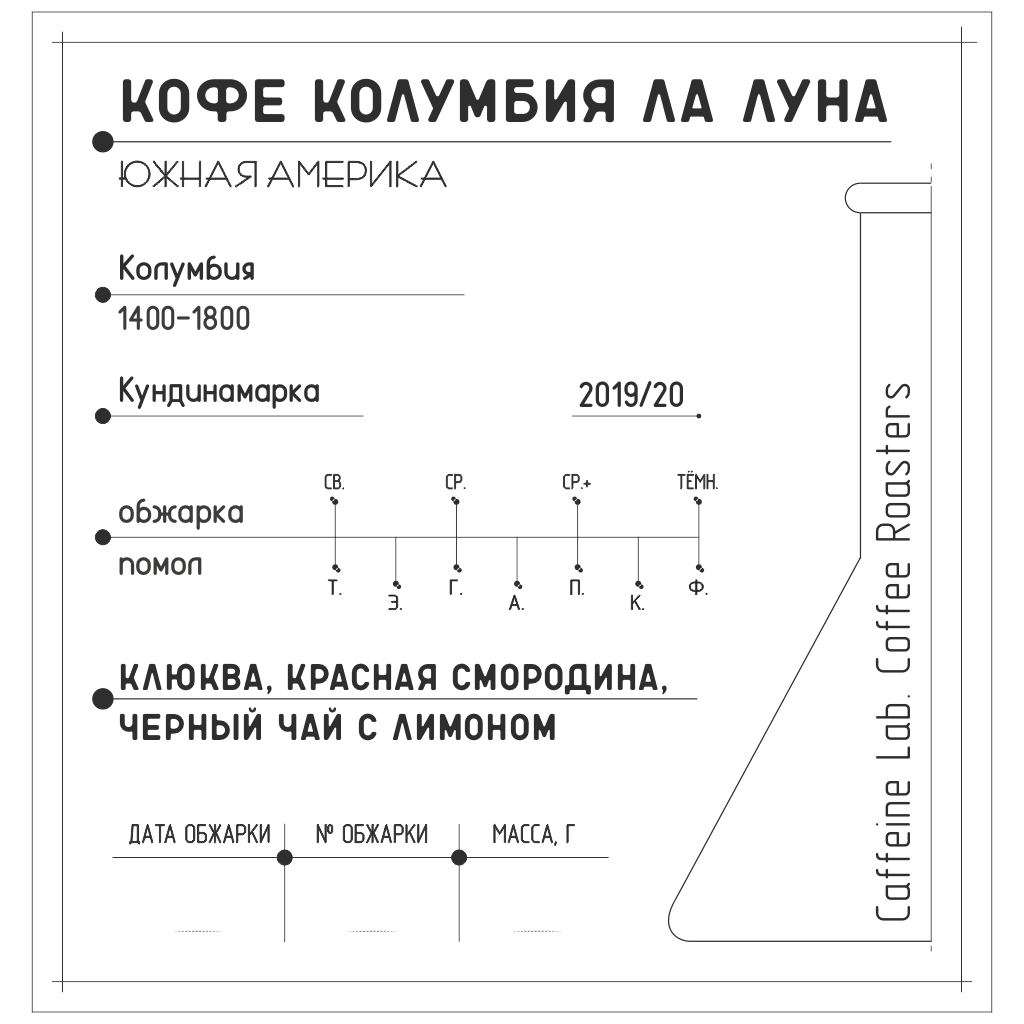 КОФЕ КОЛУМБИЯ ЛА ЛУНА
ЮЖНАЯ АМЕРИКА
Колумбия
1400-1800
Кундинамарка
2019/20
СВ. СР. СР.+ ТЁМН.
обжарка
помол
Т. Э. Г. А. П. К. Ф.
КЛЮКВА, КРАСНАЯ СМОРОДИНА,
ЧЕРНЫЙ ЧАЙ С ЛИМОНОМ
ДАТА ОБЖАРКИ № ОБЖАРКИ МАССА, Г
Caffeine Lab. Coffee Roasters